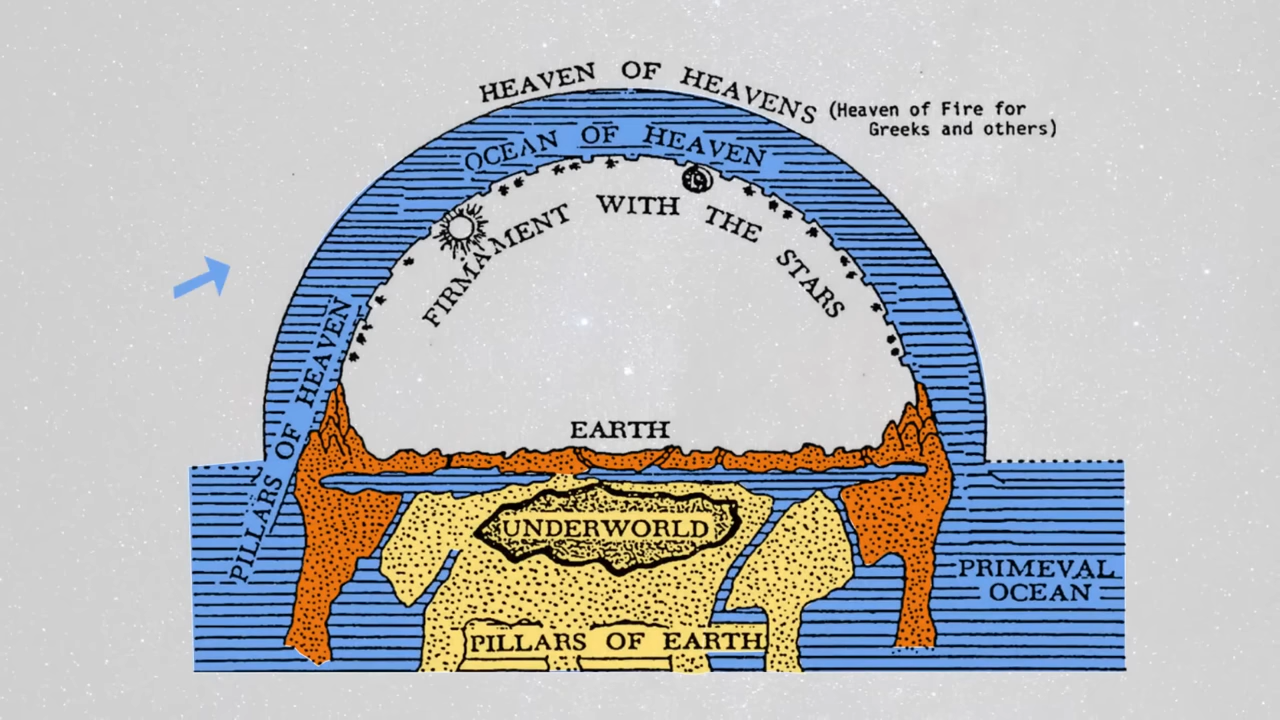 HEAVEN OF HEAVENS
(Heaven of Fire for
Greeks and others)
OCEAN OF HEAVEN
FIRMAMENT WITH THE STARS
PILLARS OF HEAVEN
EARTH
UNDERWORLD
PRIMEVAL
OCEAN
PILLARS OF EARTH